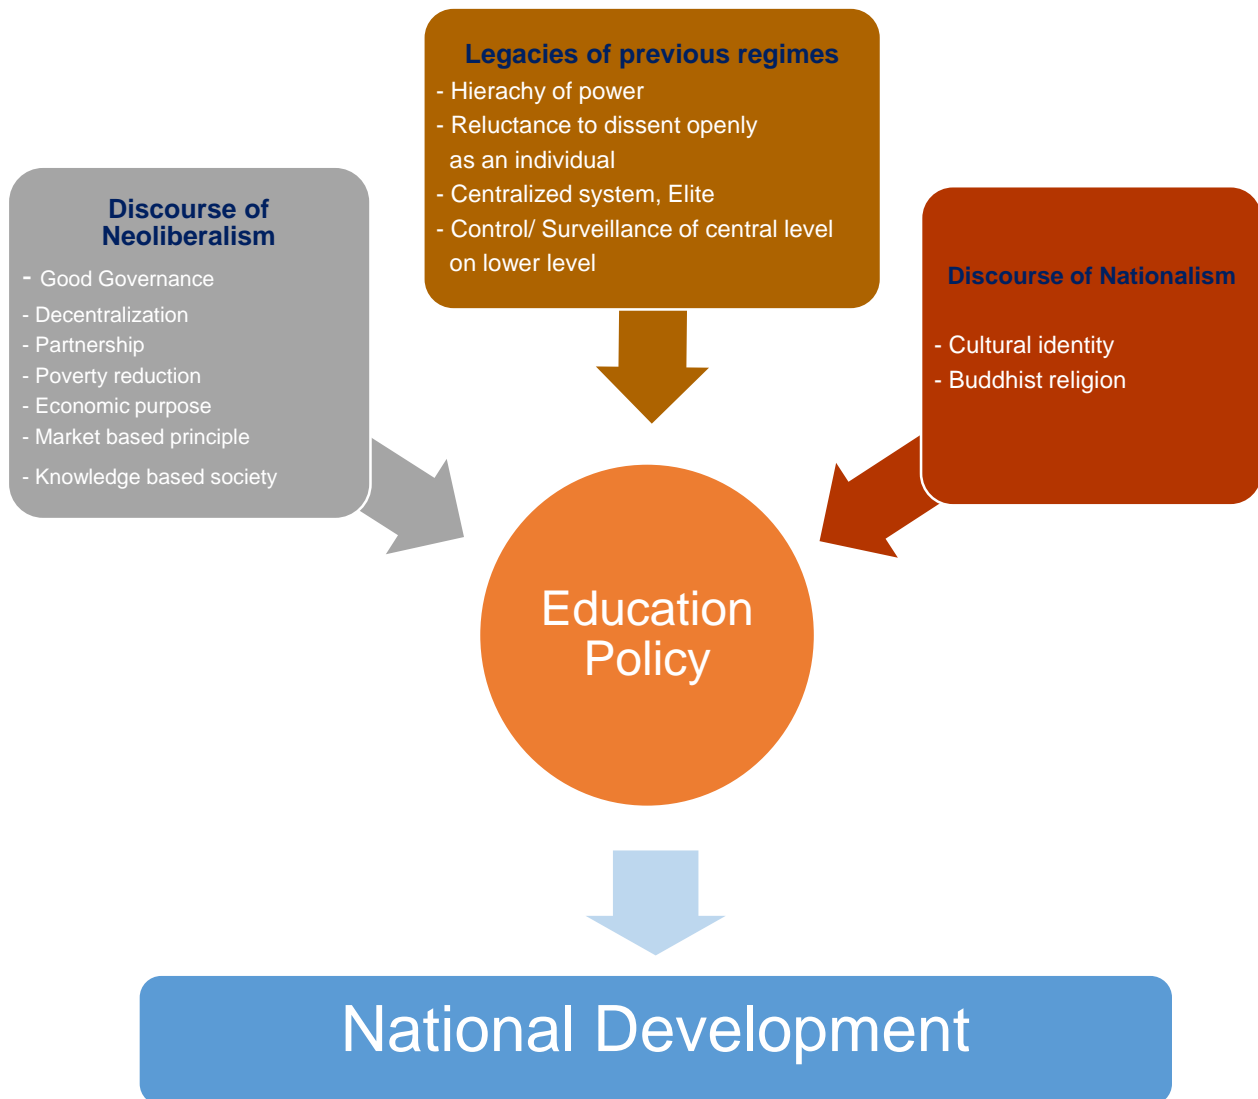 Legacies of previous regimes
- Hierachy of power
- Reluctance to dissent openly
as an individual
- Centralized system, Elite
- Control/ Surveillance of central level
on lower level
Discourse of
Neoliberalism
- Good Governance
- Decentralization
- Partnership
- Poverty reduction
- Economic purpose
- Market based principle
- Knowledge based society
Discourse of Nationalism
- Cultural identity
- Buddhist religion
Education
Policy
National Development